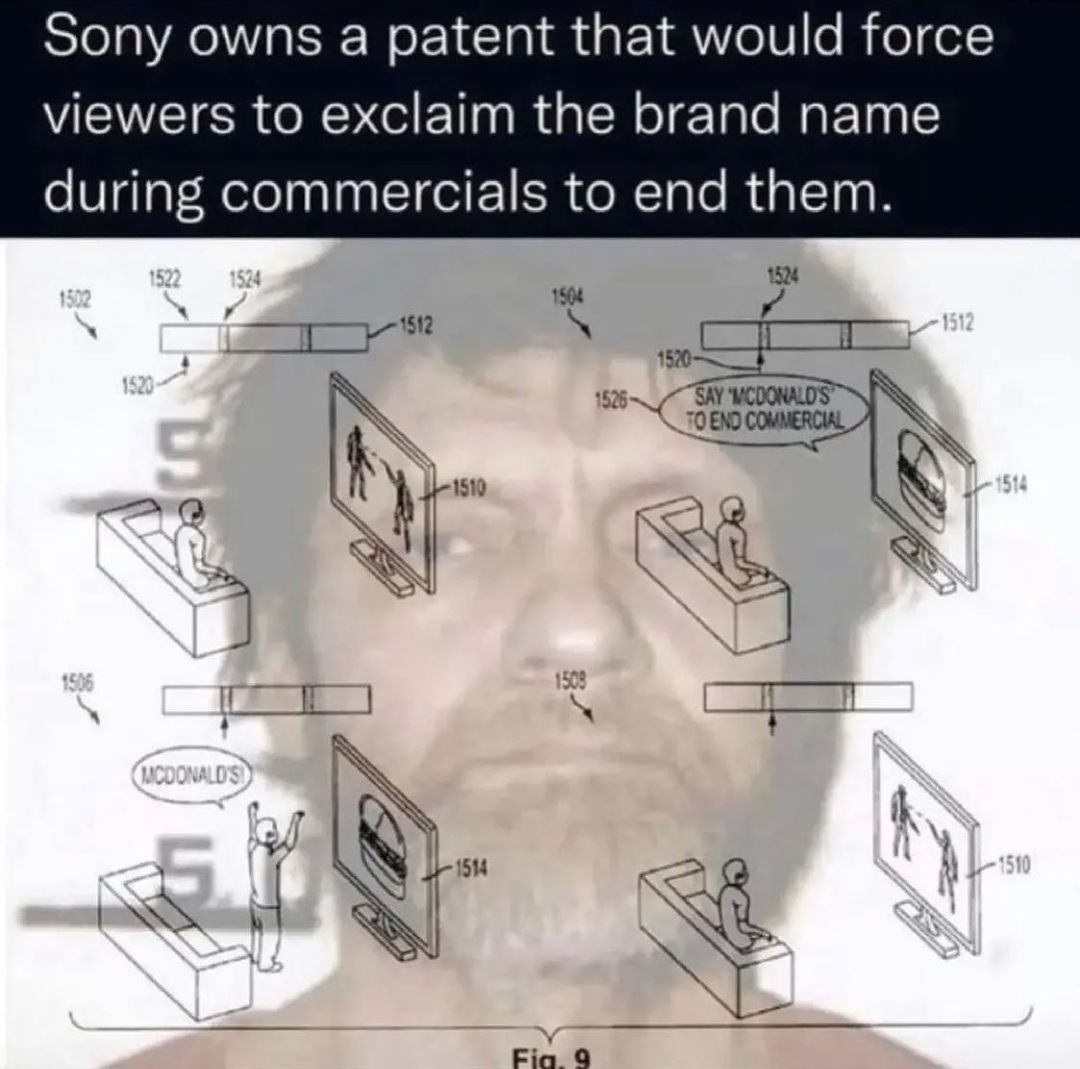 Sony owns a patent that would force
viewers to exclaim the brand name
during commercials to end them.
1522
1524
1502
1512
1520
1504
1524
1512
1520
1526
SAY "MCDONALD'S"
TO END COMMERCIAL
1510
1514
1506
1508
MCDONALD'S!
1514
1510
5
5
Fig. 9